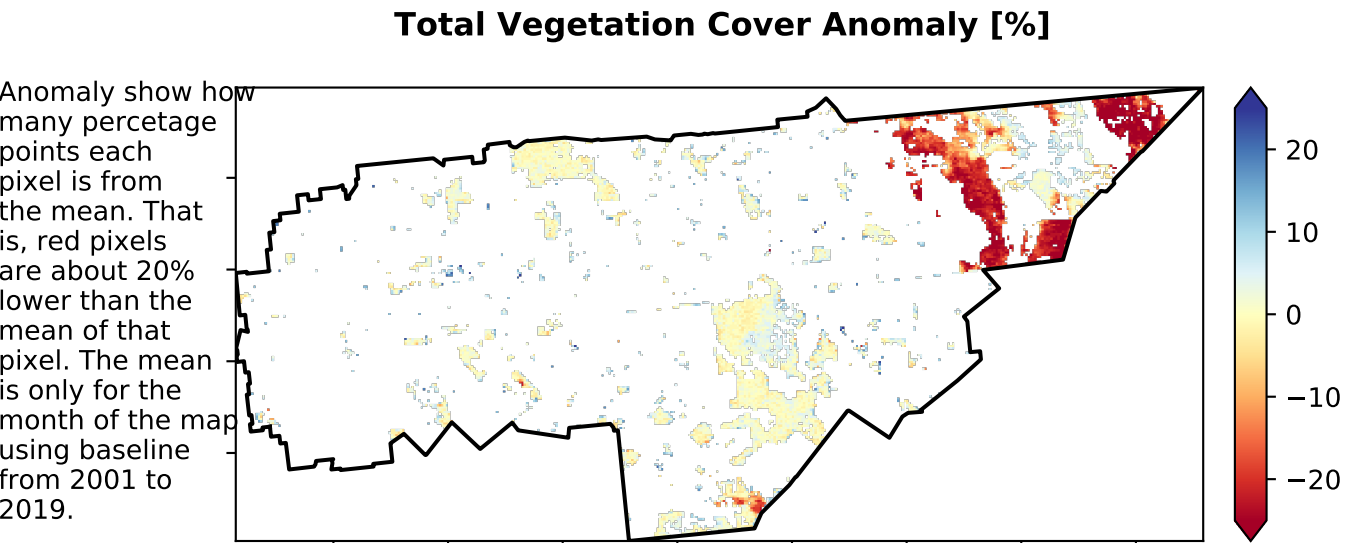 Total Vegetation Cover Anomaly [%]
Anomaly show how
many percetage
points each
pixel is from
the mean. That
is, red pixels
are about 20%
lower than the
mean of that
pixel. The mean
is only for the
month of the map
using baseline
from 2001 to
2019.
20
10
0
−10
−20